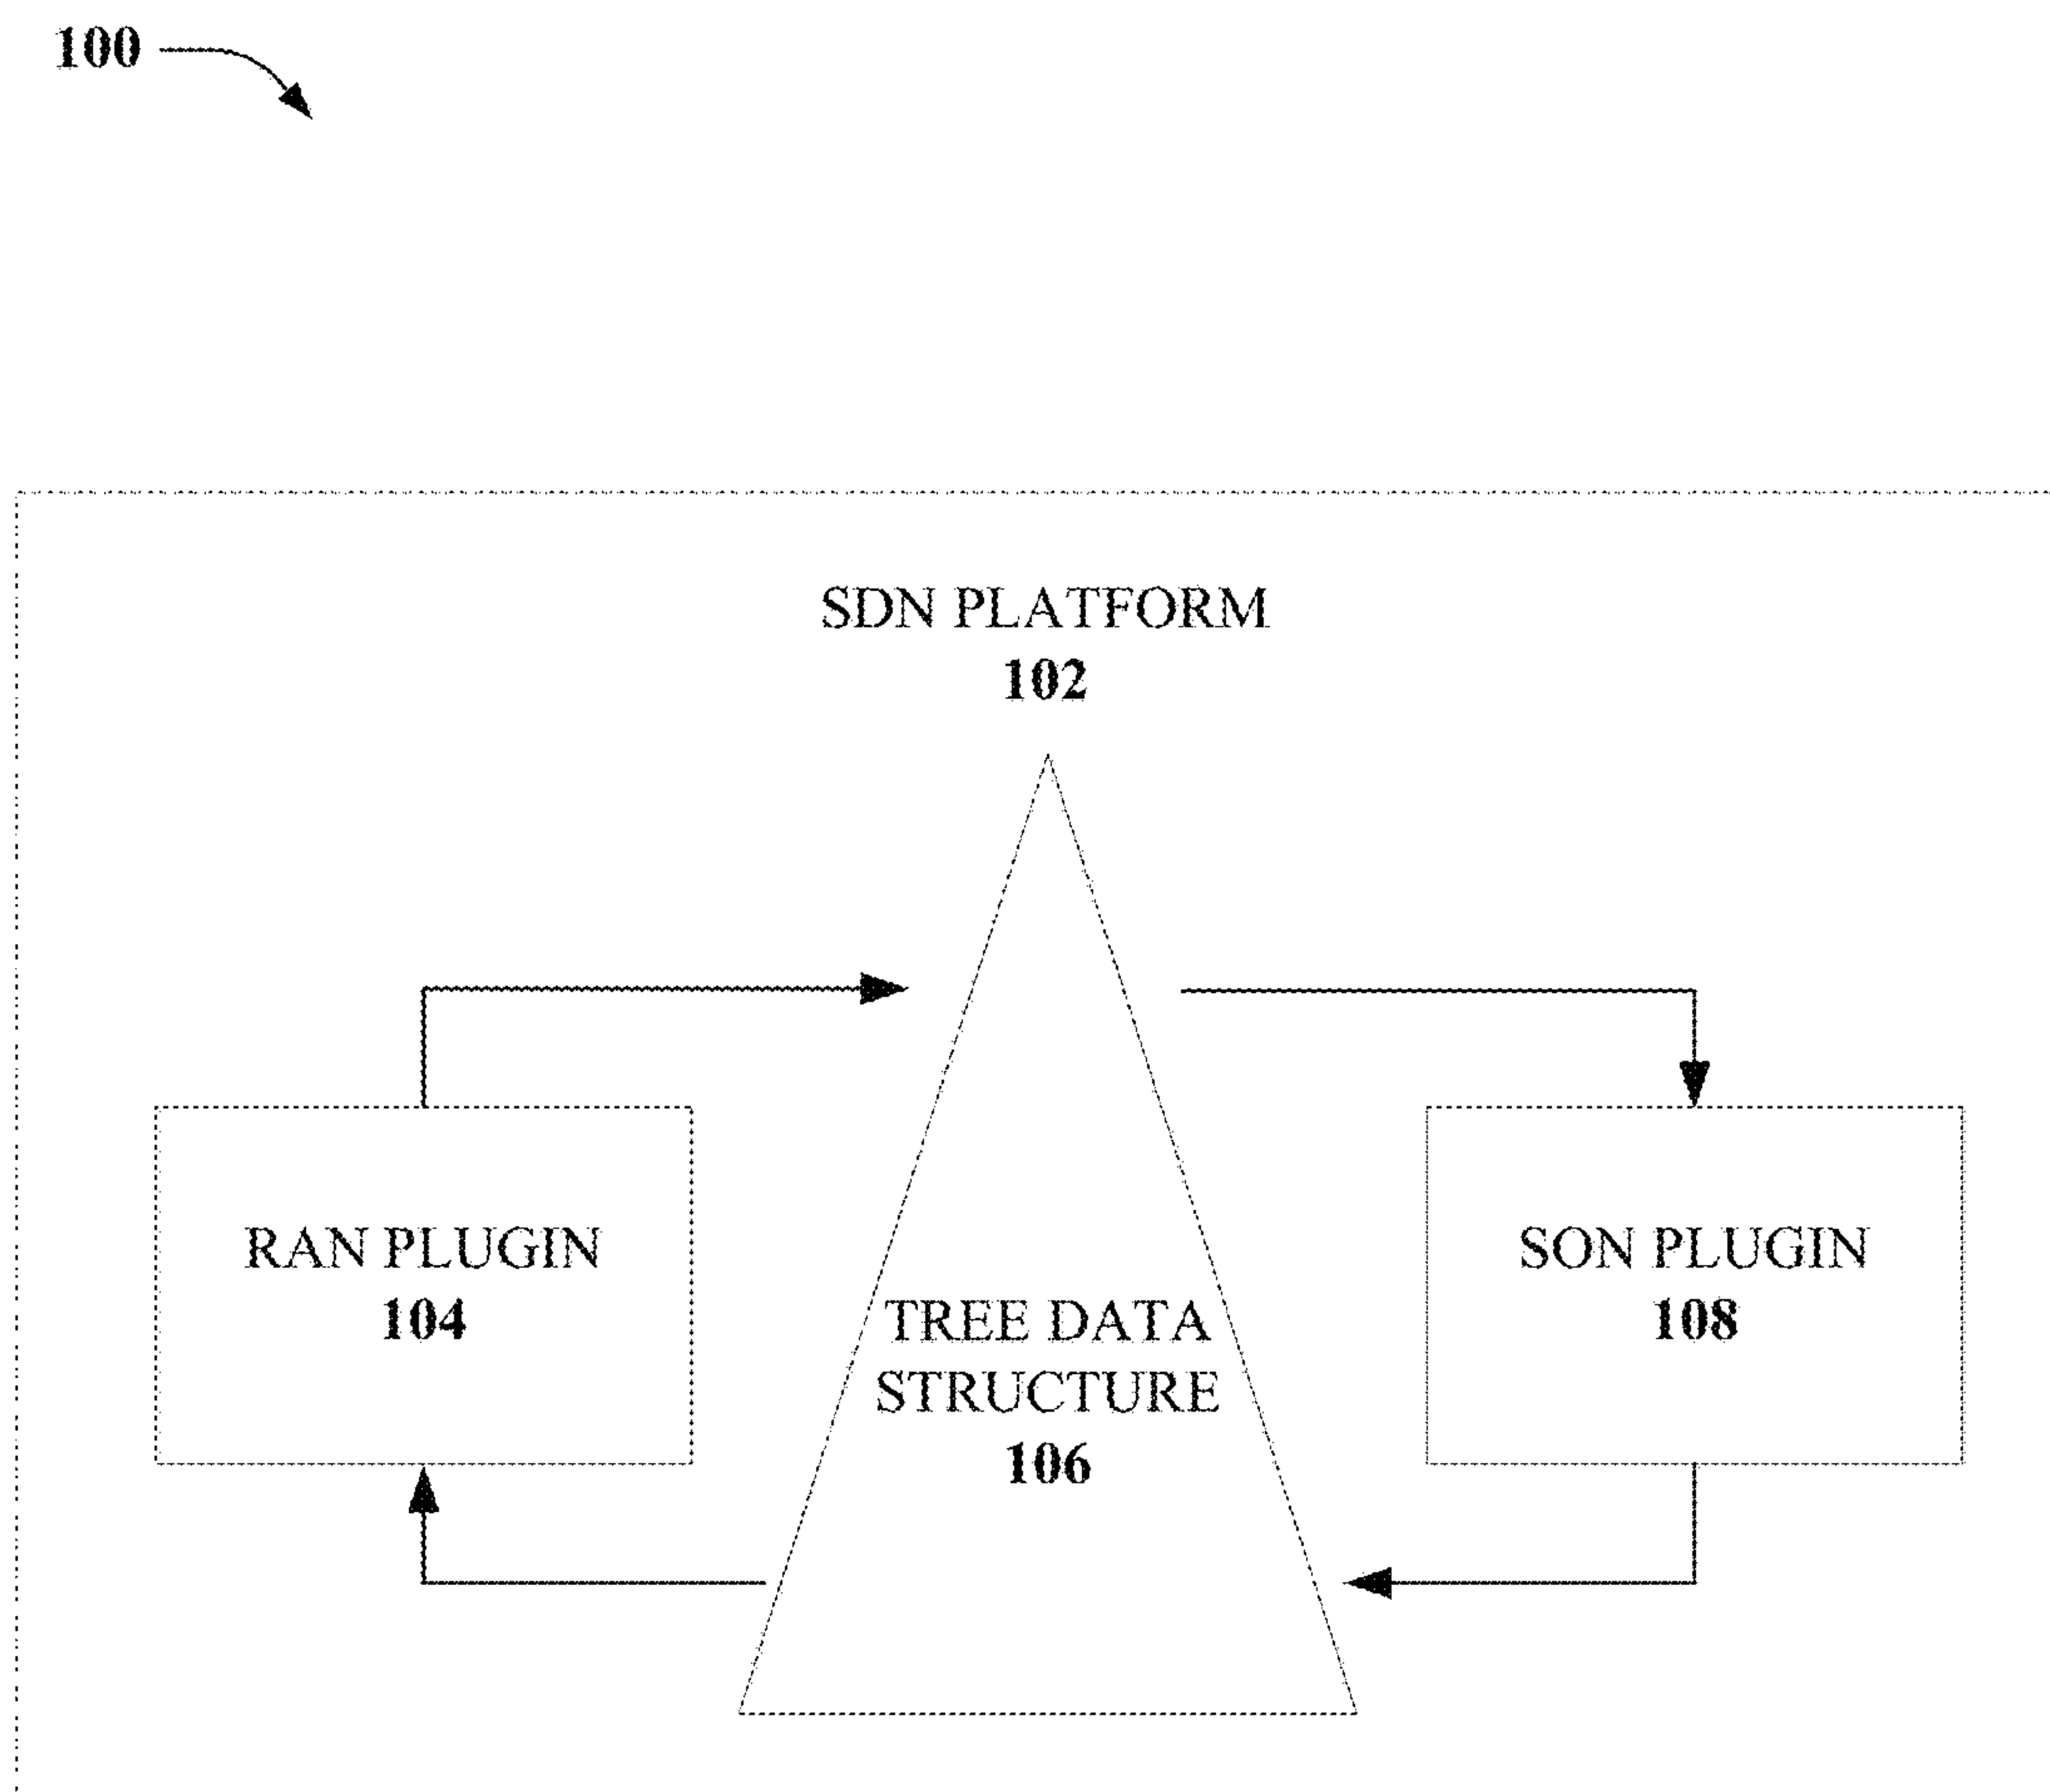 100
SDN PLATFORM
102
RAN PLUGIN
104
TREE DATA
STRUCTURE
106
SON PLUGIN
108